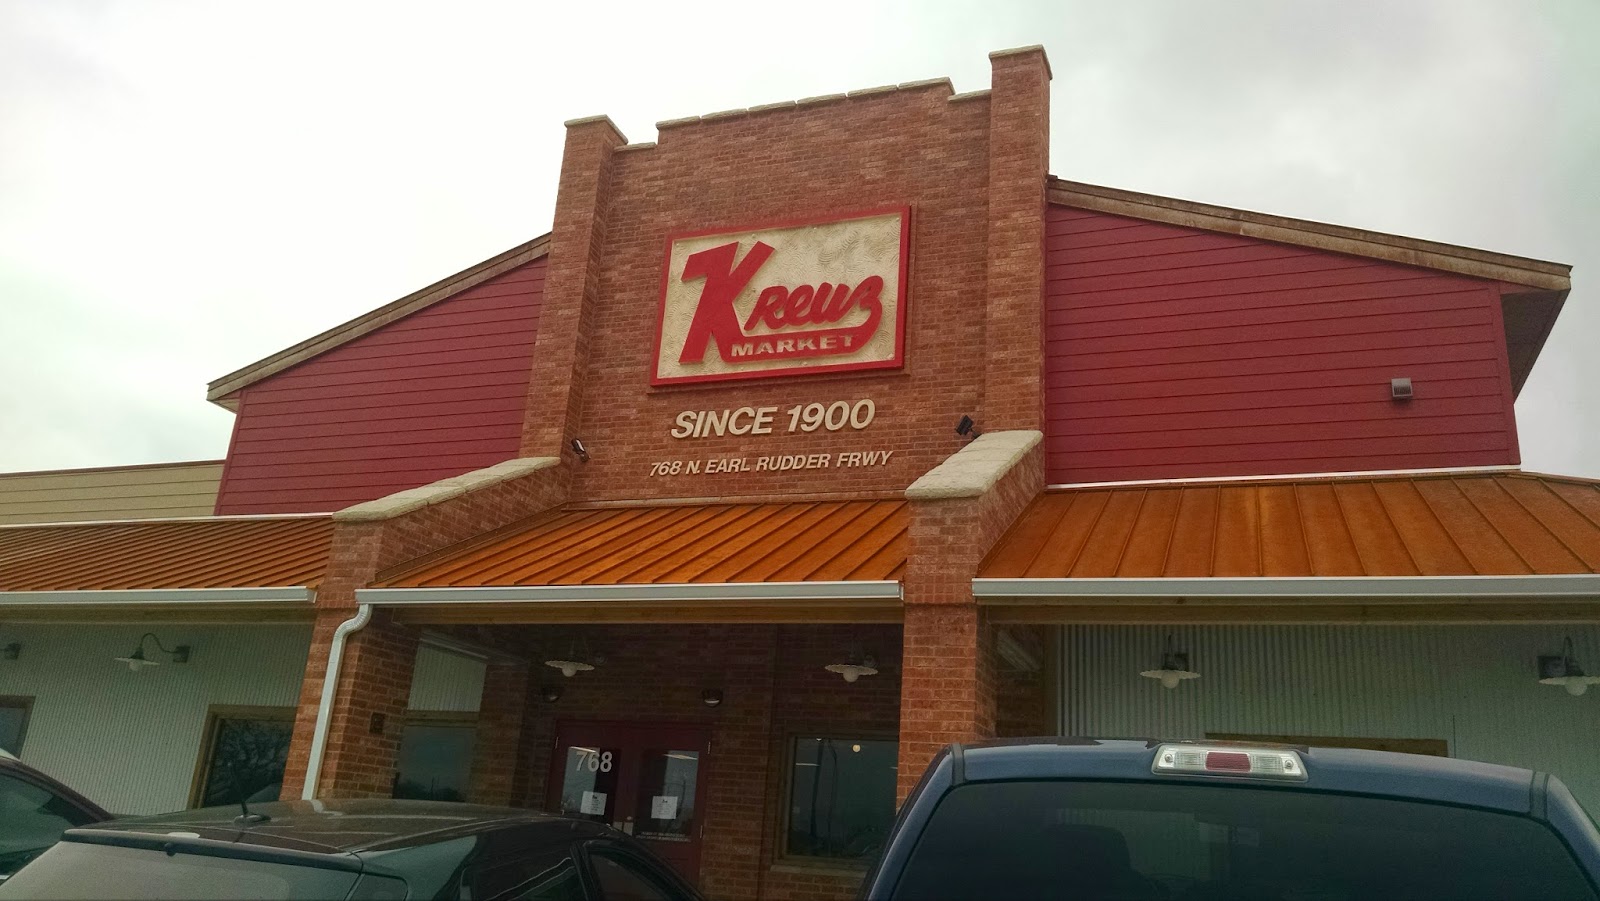 Kreuz
MARKET
SINCE 1900
768 N. EARL RUDDER FRWY
768